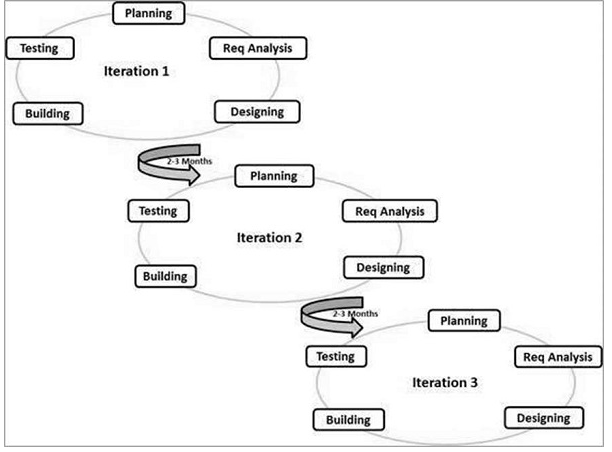 Planning
Testing
Req Analysis
Iteration 1
Building
Designing
2-3 Months
Planning
Testing
Req Analysis
Iteration 2
Building
Designing
2-3 Months
Planning
Testing
Req Analysis
Iteration 3
Building
Designing